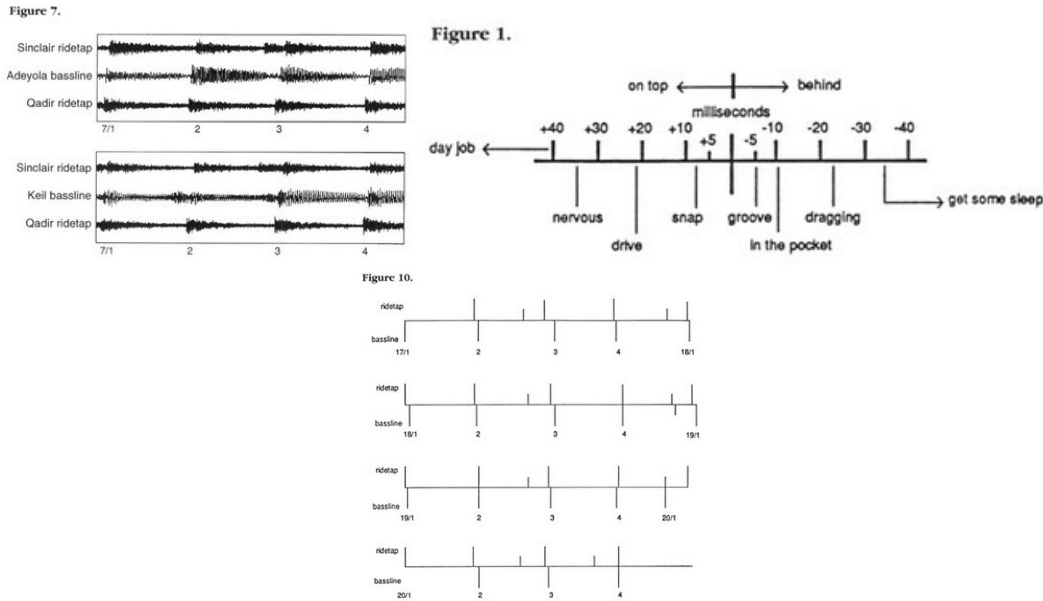 Figure 7.
Sinclair ridetap
Adeyola bassline
Qadir ridetap
7/1 2 3 4
Sinclair ridetap
Keil bassline
Qadir ridetap
7/1 2 3 4
Figure 1.
on top behind
milliseconds
+40 +30 +20 +10 +5 -5 -10 -20 -30 -40
day job
get some sleep
nervous snap groove dragging
drive in the pocket
Figure 10.
ridetap
bassline
17/1 2 3 4 18/1
ridetap
bassline
18/1 2 3 4 19/1
ridetap
bassline
19/1 2 3 4 20/1
ridetap
bassline
20/1 2 3 4